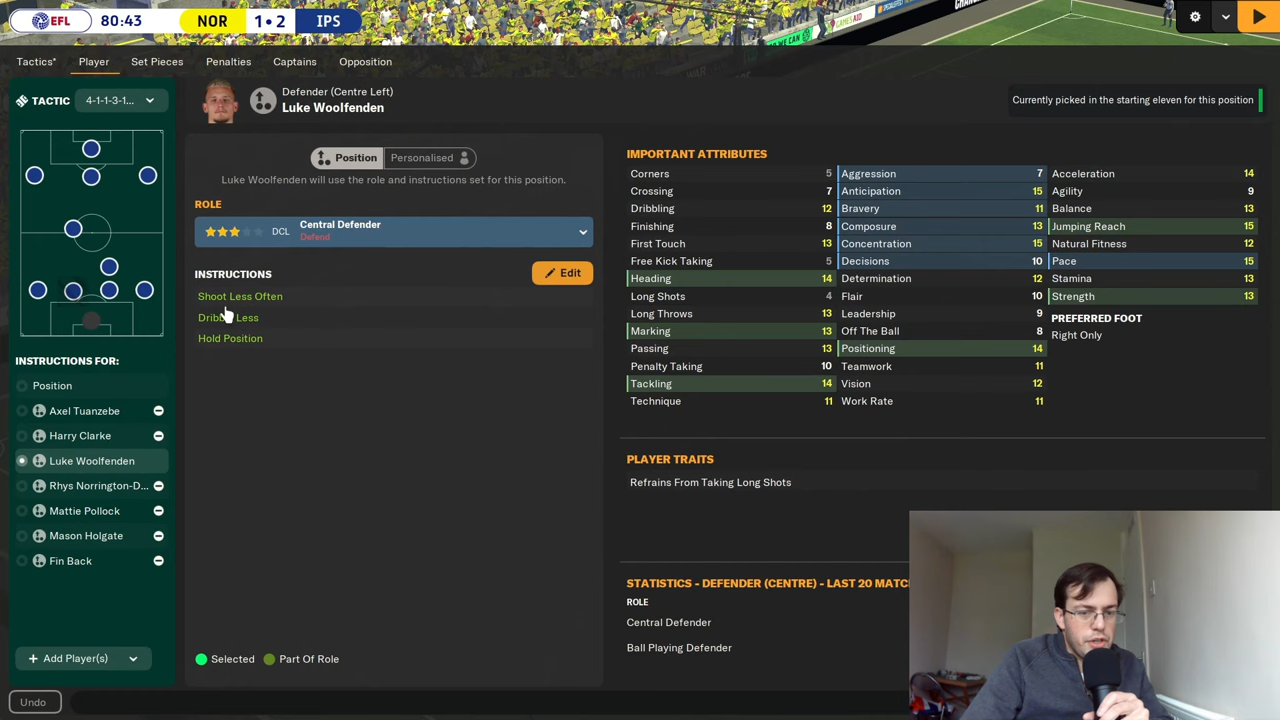 EFL 80:43 NOR 1 - 2 IPS
GAMES AID
Tactics* Player Set Pieces Penalties Captains Opposition
TACTIC 4-1-1-3-1...
Defender (Centre Left)
Luke Woolfenden
Currently picked in the starting eleven for this position
Position Personalised
Luke Woolfenden will use the role and instructions set for this position.
ROLE
DCL Central Defender
Defend
INSTRUCTIONS
Edit
Shoot Less Often
Dribble Less
Hold Position
Selected Part Of Role
INSTRUCTIONS FOR:
Position
Axel Tuanzebe
Harry Clarke
Luke Woolfenden
Rhys Norrington-D...
Mattie Pollock
Mason Holgate
Fin Back
Add Player(s)
Undo
IMPORTANT ATTRIBUTES
Corners 5 Aggression 7 Acceleration 14
Crossing 7 Anticipation 15 Agility 9
Dribbling 12 Bravery 11 Balance 13
Finishing 8 Composure 13 Jumping Reach 15
First Touch 13 Concentration 15 Natural Fitness 12
Free Kick Taking 5 Decisions 10 Pace 15
Heading 14 Determination 12 Stamina 13
Long Shots 4 Flair 10 Strength 13
Long Throws 13 Leadership 9 PREFERRED FOOT
Marking 13 Off The Ball 8 Right Only
Passing 13 Positioning 14
Penalty Taking 10 Teamwork 11
Tackling 14 Vision 12
Technique 11 Work Rate 11
PLAYER TRAITS
Refrains From Taking Long Shots
STATISTICS - DEFENDER (CENTRE) - LAST 20 MATC
ROLE
Central Defender
Ball Playing Defender